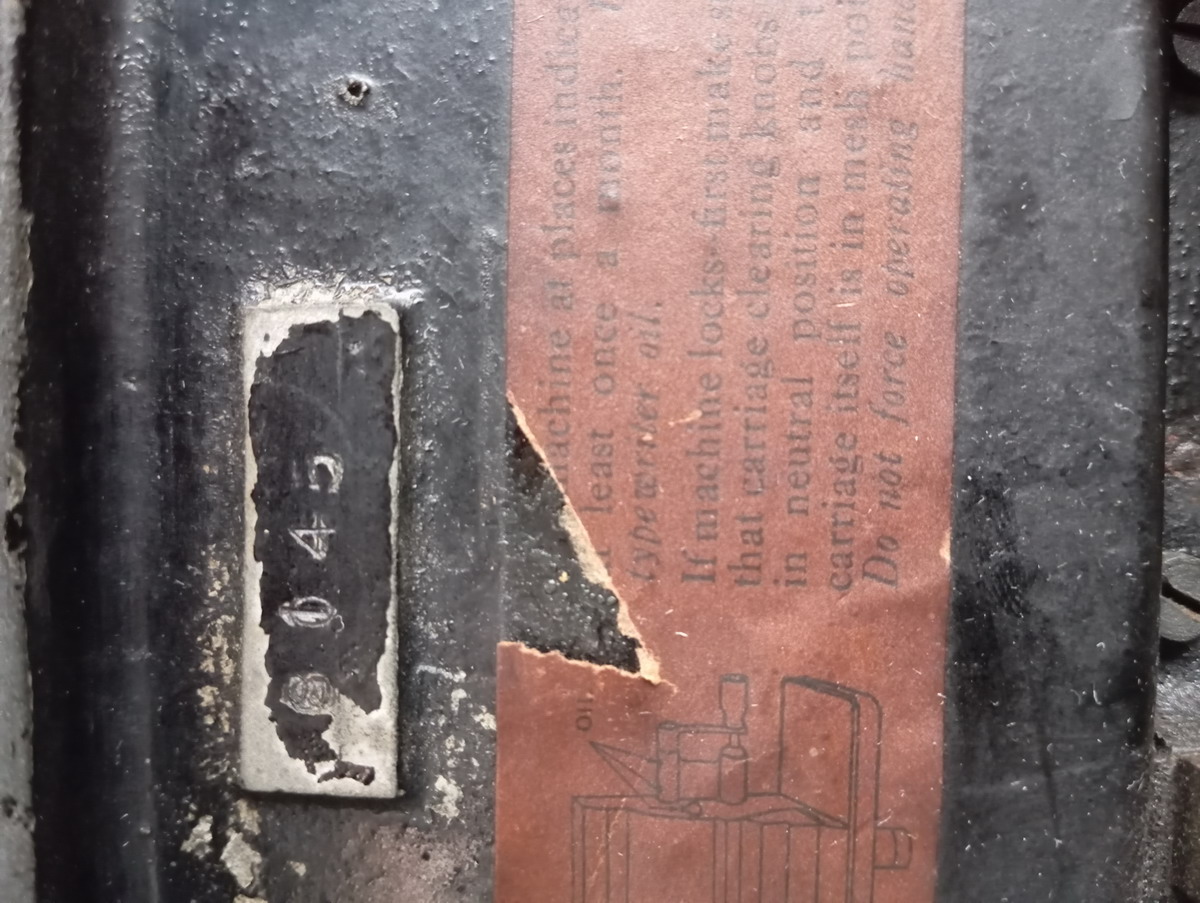 045
machine at places
least once a month.
typewriter oil.
If machine locks-first make
that carriage clearing knobs
in neutral position and
carriage itself is in mesh
Do not force operating
OIL